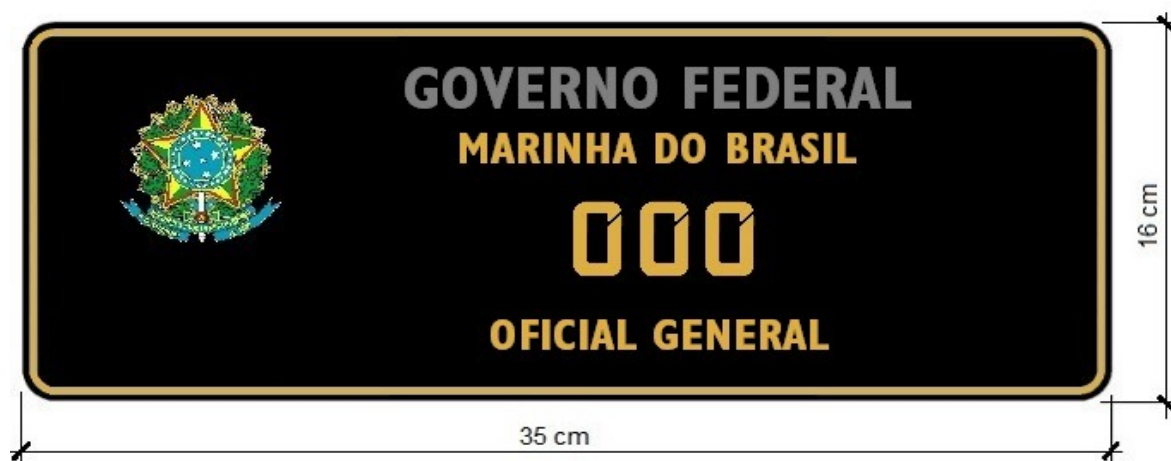 GOVERNO FEDERAL
MARINHA DO BRASIL
000
OFICIAL GENERAL
16 cm
35 cm